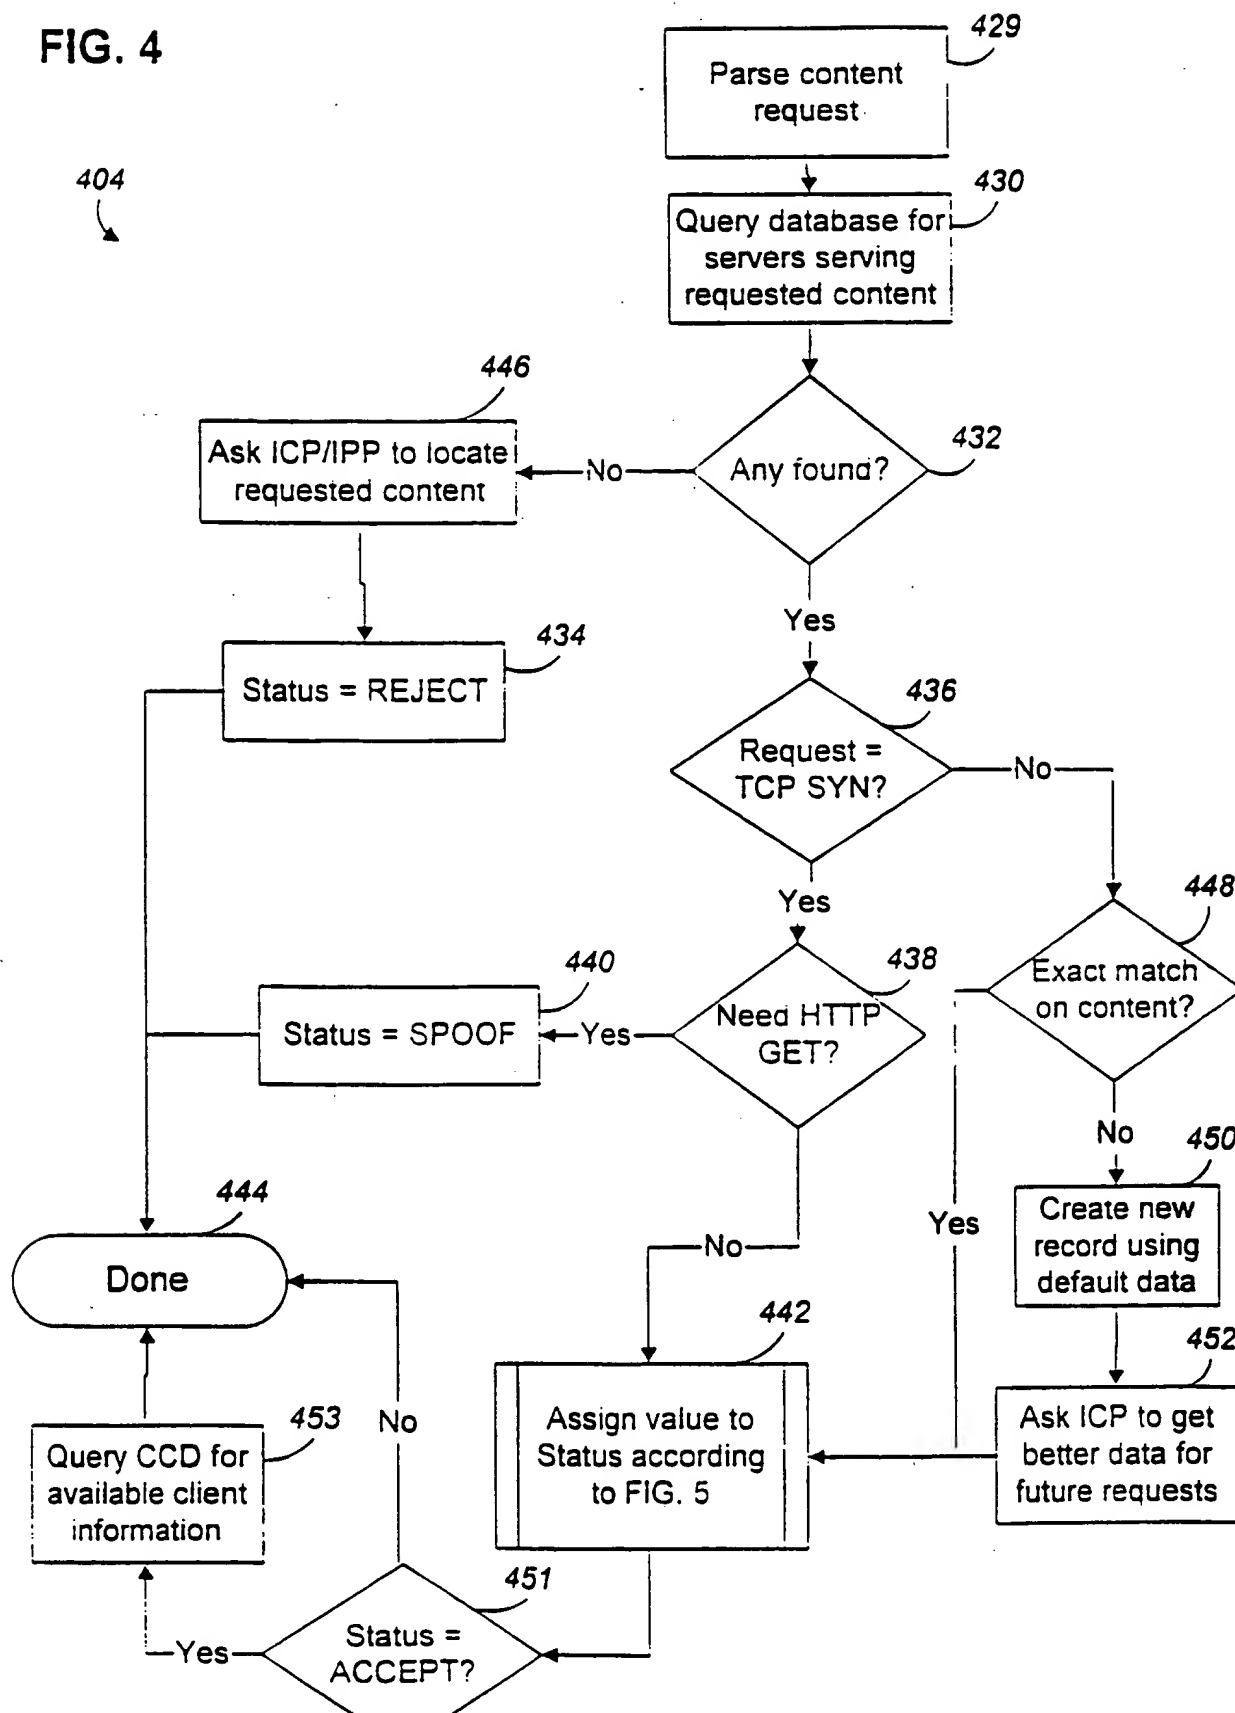 FIG. 4
404
429
Parse content
request
430
Query database for
servers serving
requested content
446
Ask ICP/IPP to locate
requested content
No
432
Any found?
Yes
434
Status = REJECT
436
Request =
TCP SYN?
No
Yes
448
Exact match
on content?
440
Status = SPOOF
Yes
438
Need HTTP
GET?
No
450
Create new
record using
default data
Yes
444
Done
No
442
Assign value to
Status according
to FIG. 5
452
Ask ICP to get
better data for
future requests
453
Query CCD for
available client
information
No
451
Status =
ACCEPT?
Yes